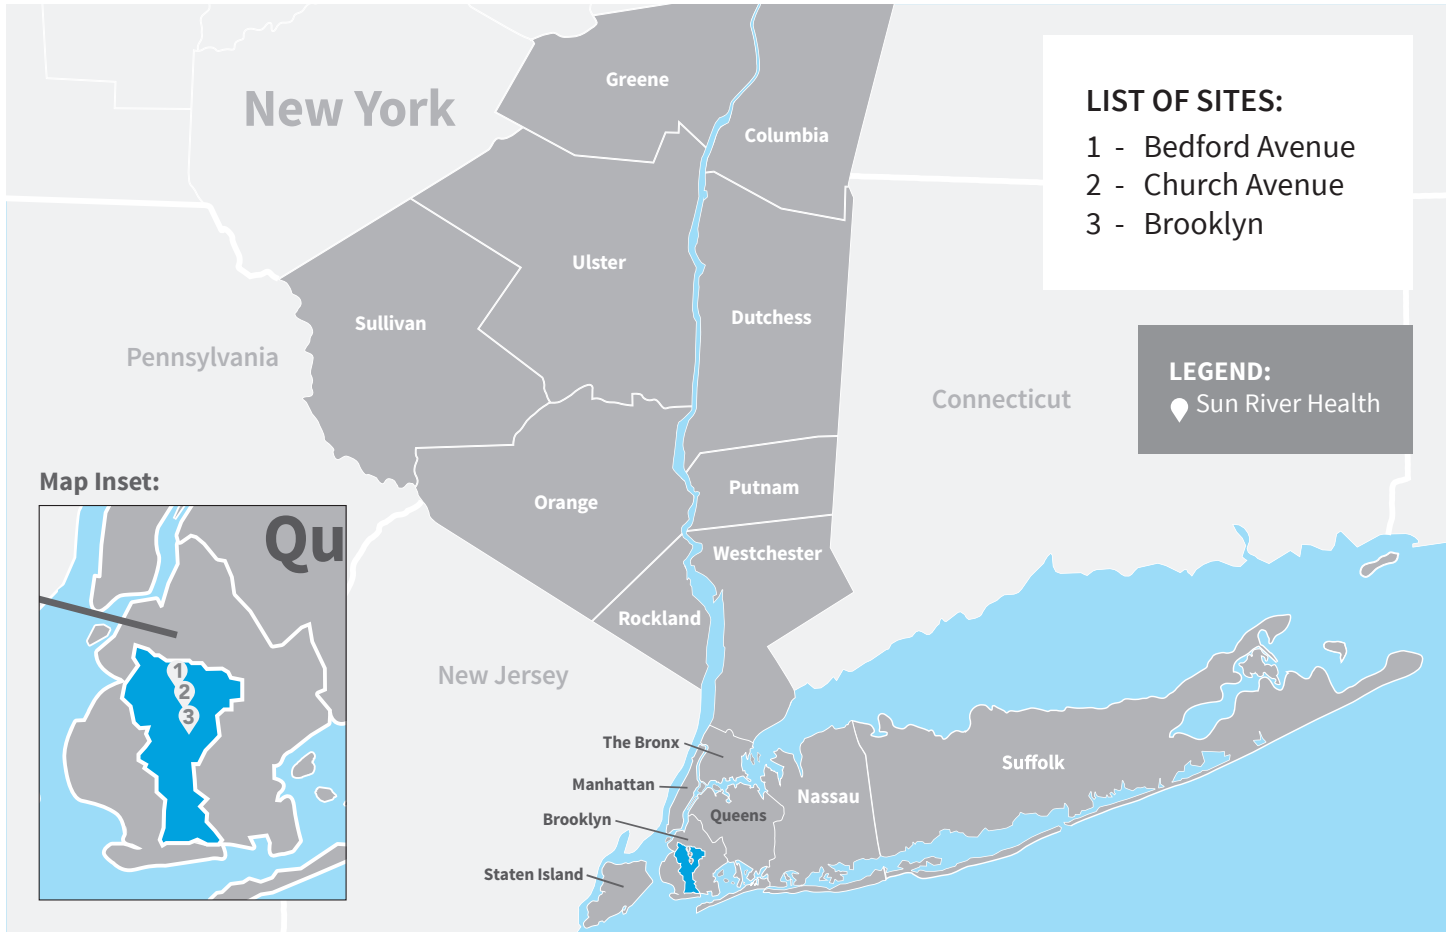 New York
Greene
Columbia
LIST OF SITES:
1 - Bedford Avenue
2 - Church Avenue
3 - Brooklyn
Ulster
Sullivan
Dutchess
Pennsylvania
Connecticut
LEGEND:
Sun River Health
Map Inset:
Qu
1
2
3
Orange
Putnam
Westchester
Rockland
New Jersey
The Bronx
Manhattan
Brooklyn
Queens
Nassau
Suffolk
Staten Island